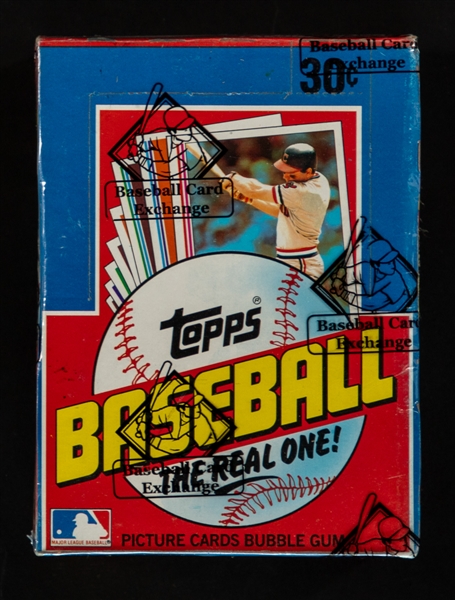 Baseball Card
Exchange
30¢
Baseball Card
Exchange
topps
®
Baseball Card
Exchange
BASEBALL
THE REAL ONE!
Baseball Card
Exchange
MAJOR LEAGUE BASEBALL
PICTURE CARDS BUBBLE GUM